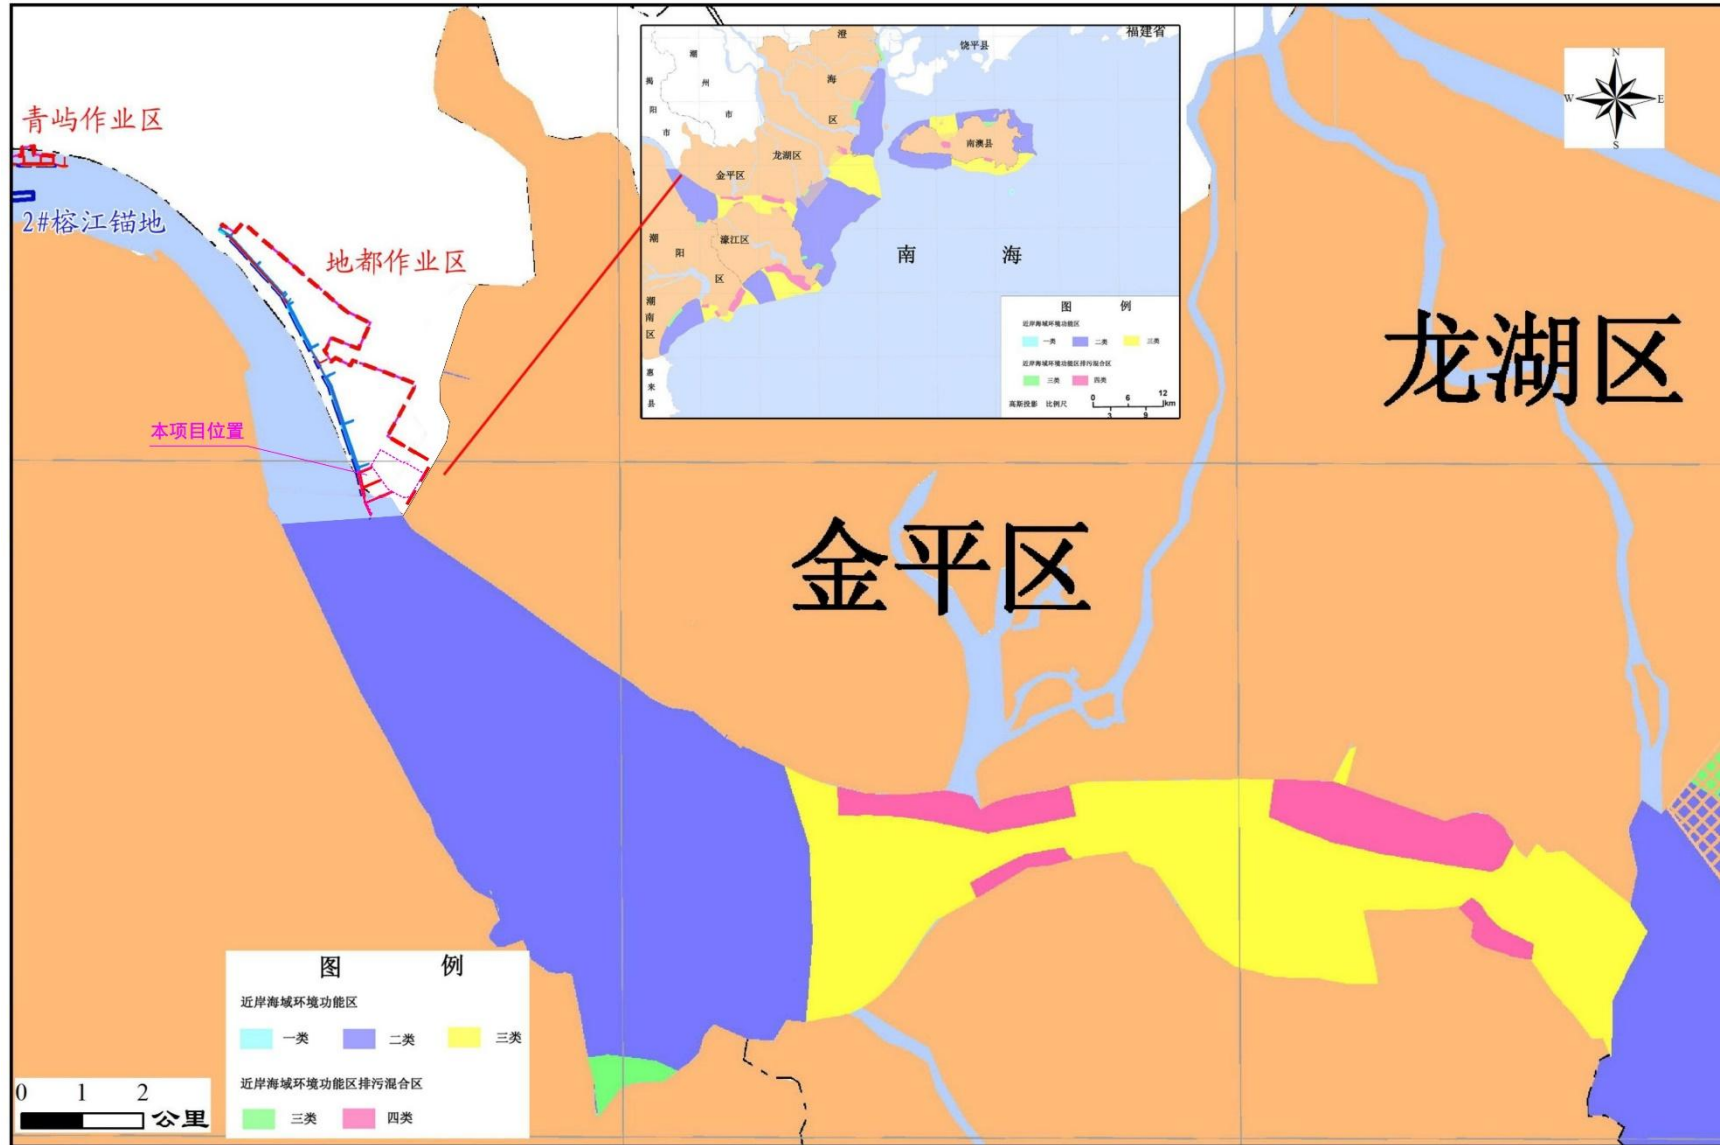 青屿作业区
2#榕江锚地
地都作业区
本项目位置
金平区
龙湖区
N
W
E
S
福建省
饶平县
澄
海
区
潮
州
市
揭
阳
市
龙湖区
金平区
南澳县
濠江区
潮
阳
区
潮
南
区
惠
来
县
南 海
图 例
近岸海域环境功能区
一类 二类 三类
近岸海域环境功能区排污混合区
三类 四类
高斯投影 比例尺
0 6 12
3 9 km
图 例
近岸海域环境功能区
一类 二类 三类
近岸海域环境功能区排污混合区
三类 四类
0 1 2
公里